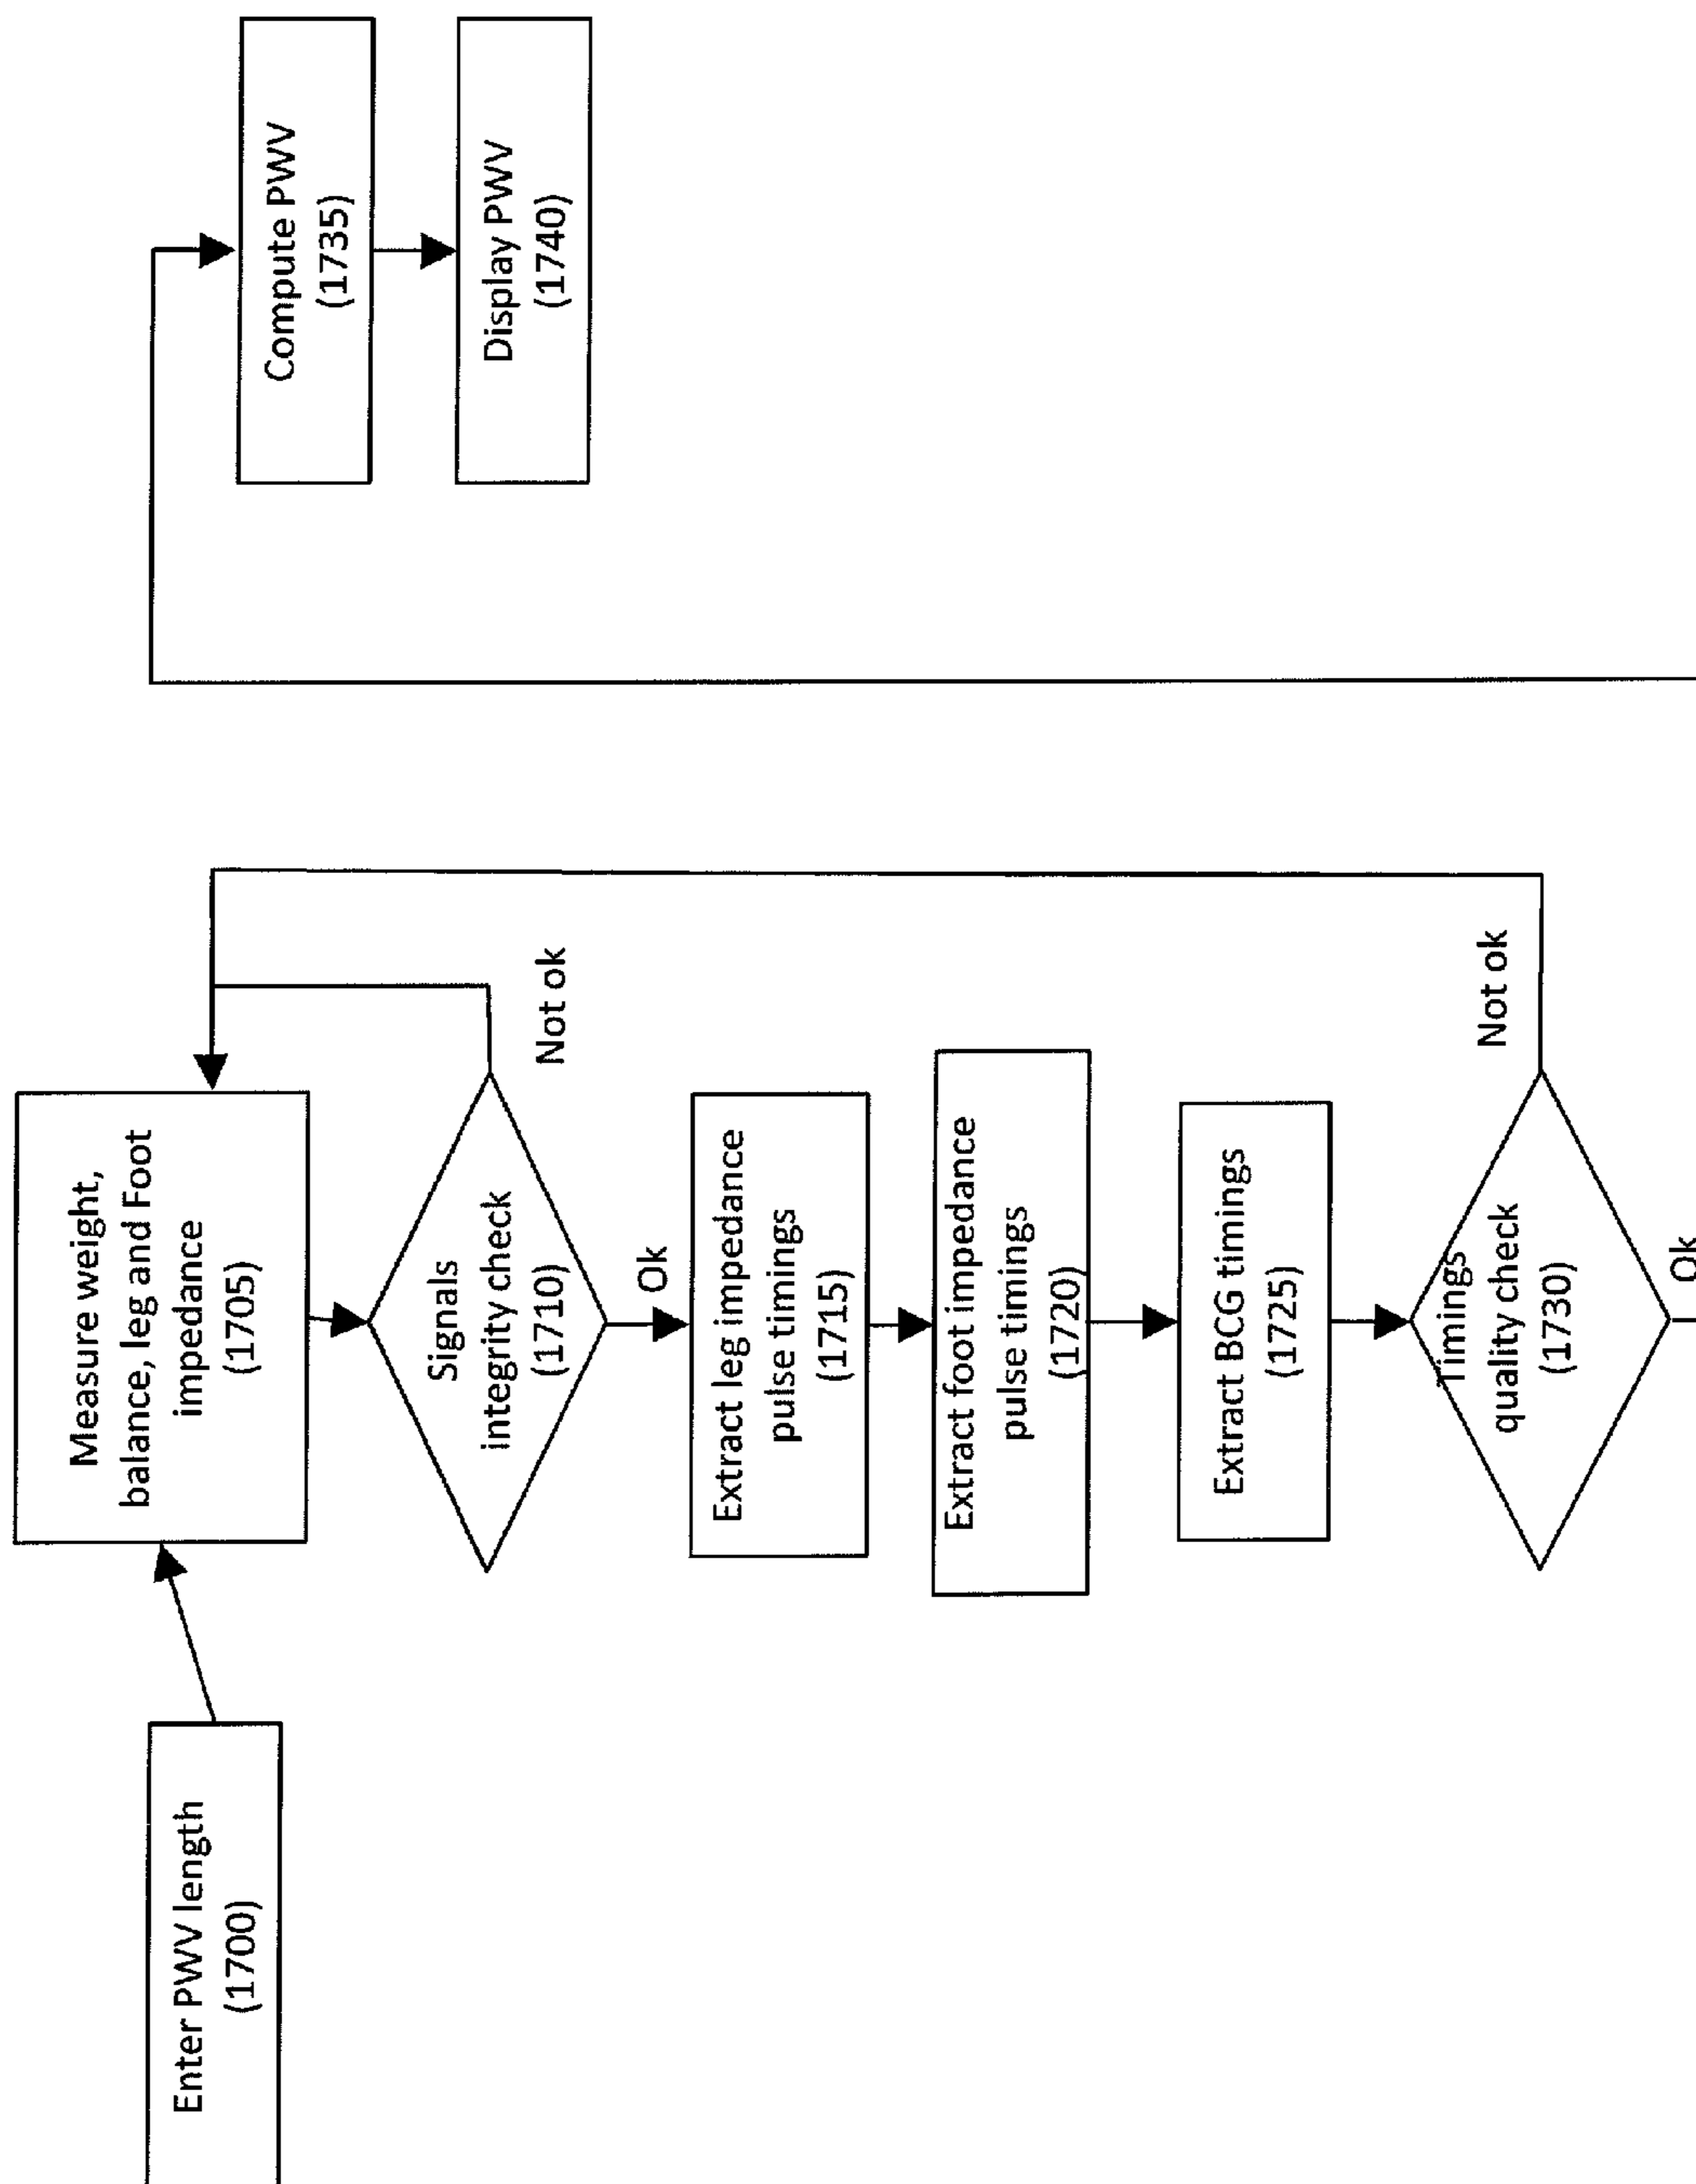 Enter PWV length
(1700)
Measure weight,
balance, leg and Foot
impedance
(1705)
Signals
integrity check
(1710)
Not ok
Ok
Extract leg impedance
pulse timings
(1715)
Extract foot impedance
pulse timings
(1720)
Extract BCG timings
(1725)
Timings
quality check
(1730)
Not ok
Ok
Compute PWV
(1735)
Display PWV
(1740)